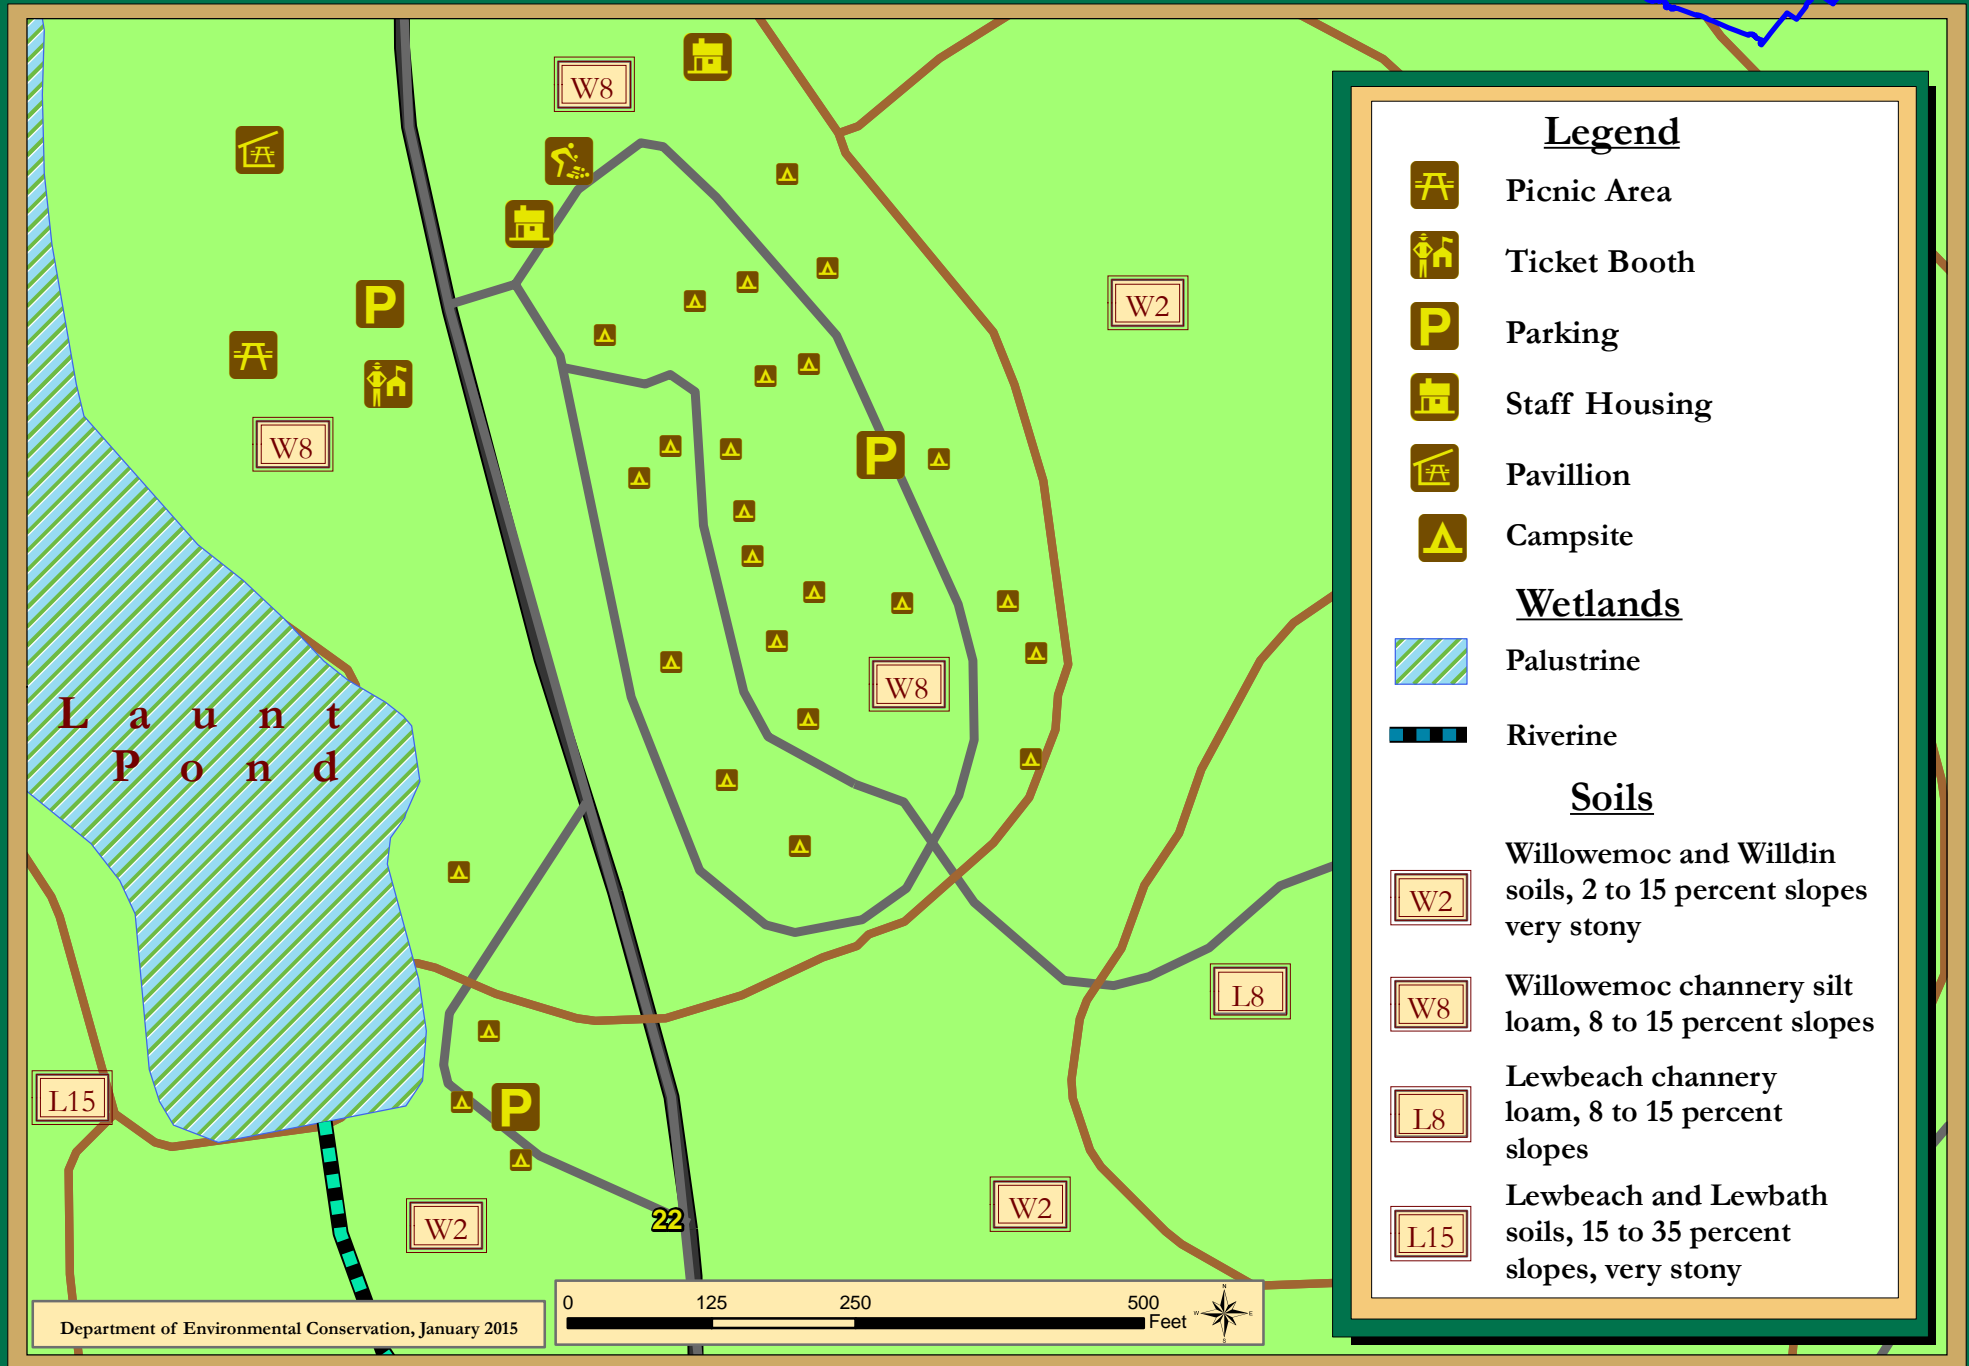 W8
W2
P
W8
P
W8
L a u n t
P o n d
L8
L15
P
W2
W2
22
Department of Environmental Conservation, January 2015
0 125 250 500
Feet
N
W E
S
Legend
Picnic Area
Ticket Booth
P Parking
Staff Housing
Pavillion
Campsite
Wetlands
Palustrine
Riverine
Soils
W2
Willowemoc and Willdin
soils, 2 to 15 percent slopes
very stony
W8
Willowemoc channery silt
loam, 8 to 15 percent slopes
L8
Lewbeach channery
loam, 8 to 15 percent
slopes
L15
Lewbeach and Lewbath
soils, 15 to 35 percent
slopes, very stony